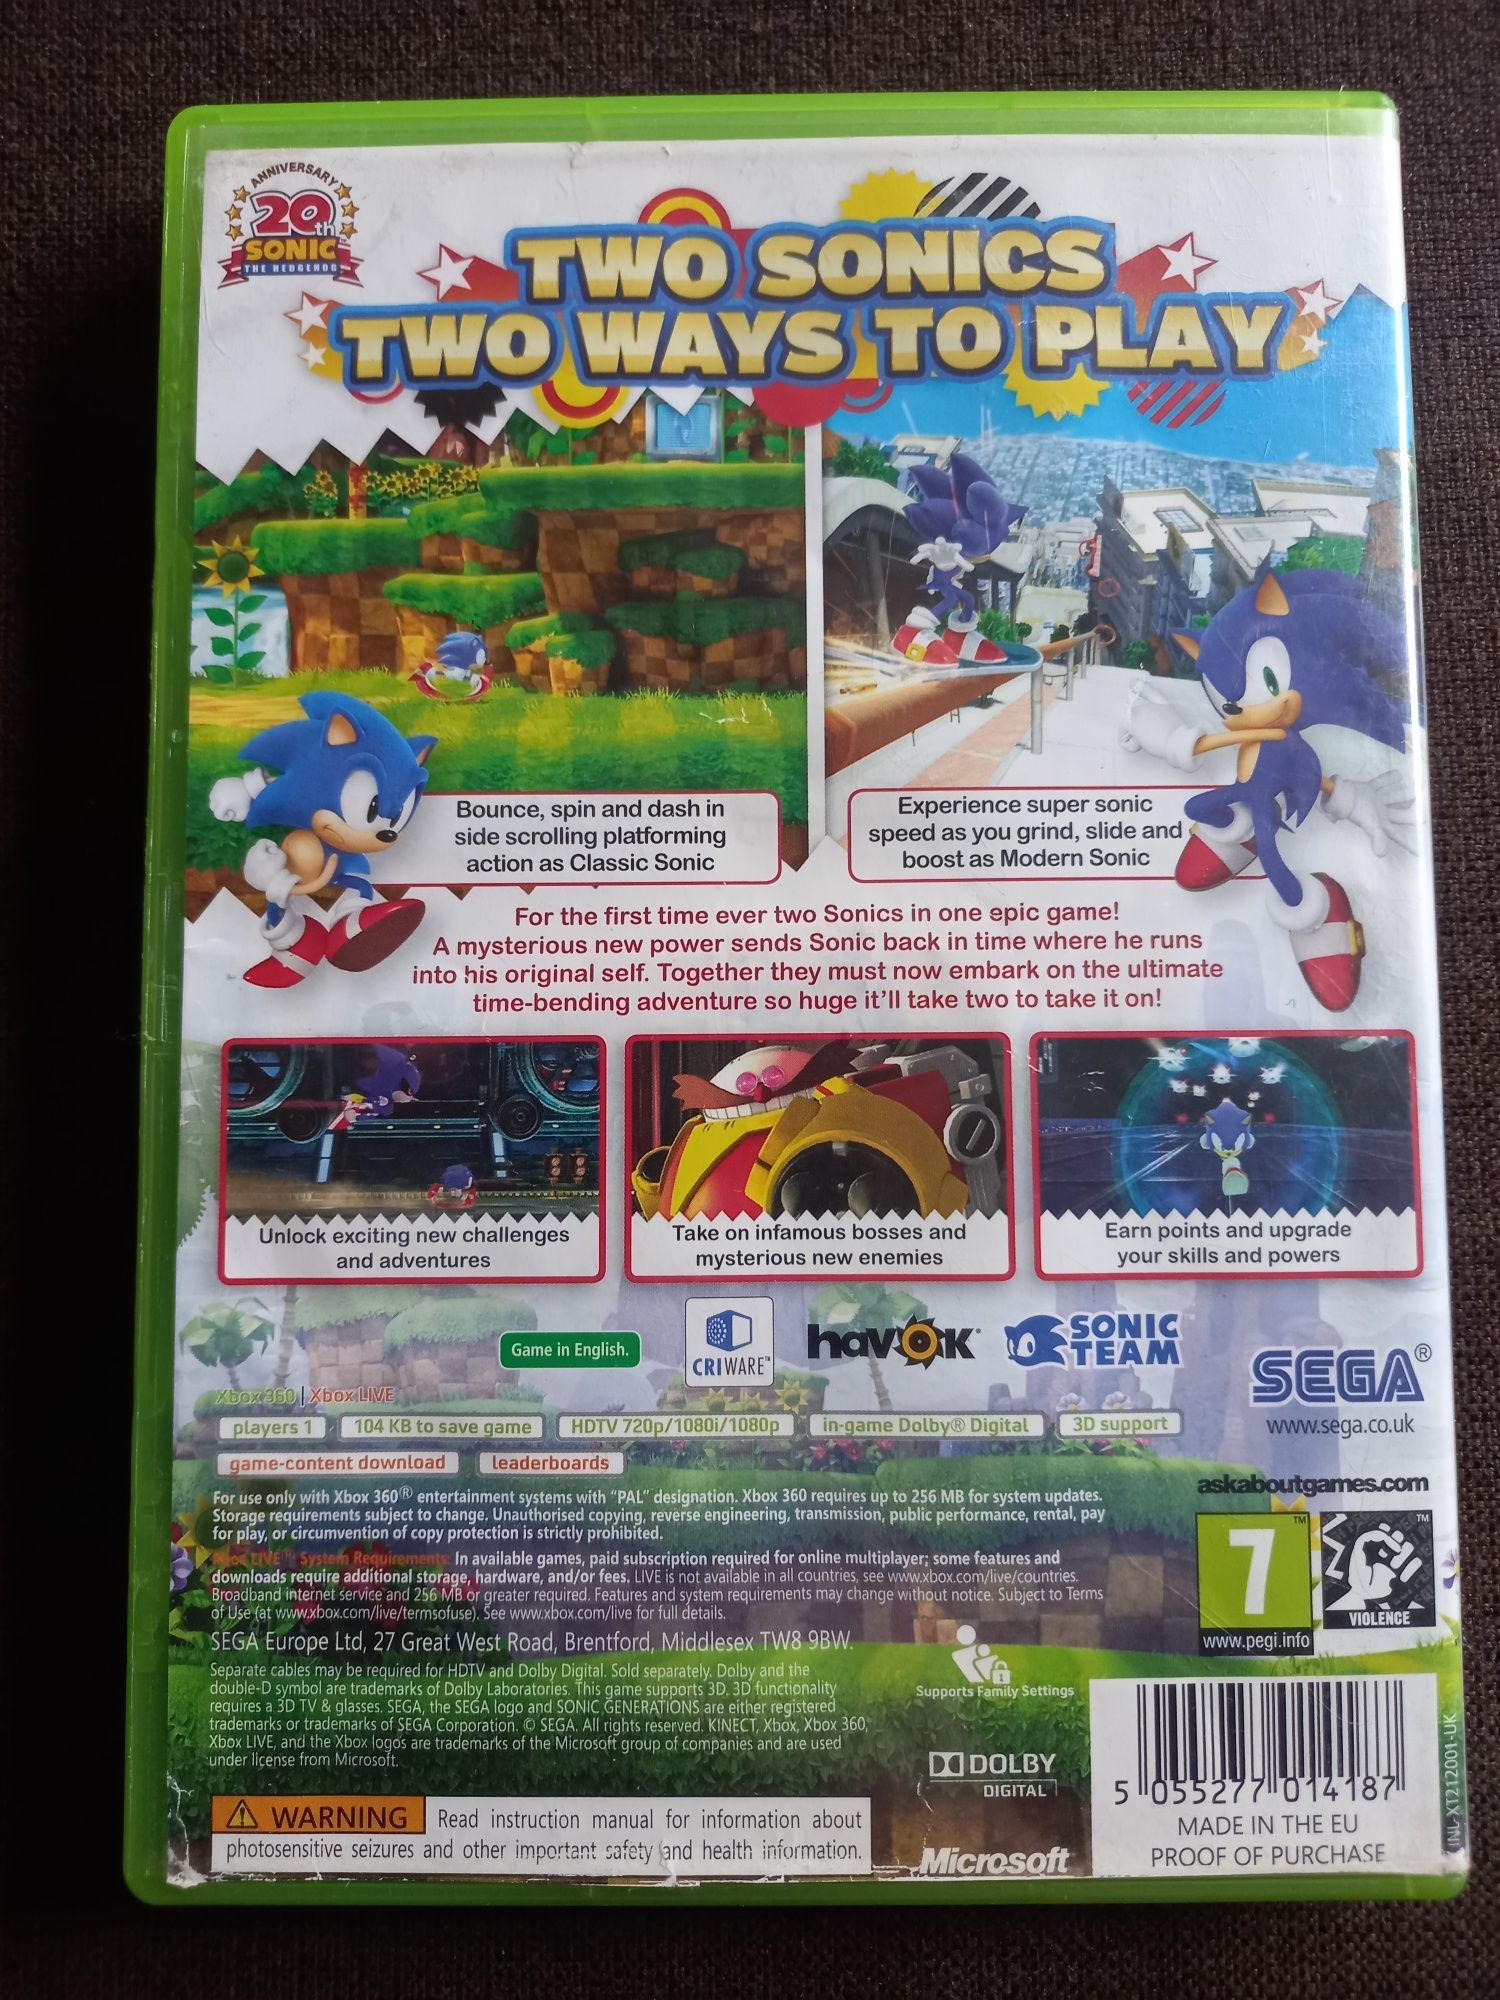 ANNIVERSARY
20th
SONIC
THE HEDGEHOG
TWO SONICS
TWO WAYS TO PLAY
Bounce, spin and dash in
side scrolling platforming
action as Classic Sonic
Experience super sonic
speed as you grind, slide and
boost as Modern Sonic
For the first time ever two Sonics in one epic game!
A mysterious new power sends Sonic back in time where he runs
into his original self. Together they must now embark on the ultimate
time-bending adventure so huge it'll take two to take it on!
Unlock exciting new challenges
and adventures
Take on infamous bosses and
mysterious new enemies
Earn points and upgrade
your skills and powers
Game in English.
CRIWARE™
havok
SONIC
TEAM
SEGA®
www.sega.co.uk
Xbox 360 | Xbox LIVE
players 1
104 KB to save game
HDTV 720p/1080i/1080p
in-game Dolby® Digital
3D support
game-content download
leaderboards
askaboutgames.com
For use only with Xbox 360® entertainment systems with "PAL" designation. Xbox 360 requires up to 256 MB for system updates.
Storage requirements subject to change. Unauthorised copying, reverse engineering, transmission, public performance, rental, pay
for play, or circumvention of copy protection is strictly prohibited.
Xbox LIVE™ System Requirements: In available games, paid subscription required for online multiplayer; some features and
downloads require additional storage, hardware, and/or fees. LIVE is not available in all countries, see www.xbox.com/live/countries.
Broadband internet service and 256 MB or greater required. Features and system requirements may change without notice. Subject to Terms
of Use (at www.xbox.com/live/termsofuse). See www.xbox.com/live for full details.
7™
www.pegi.info
VIOLENCE
™
SEGA Europe Ltd, 27 Great West Road, Brentford, Middlesex TW8 9BW.
Separate cables may be required for HDTV and Dolby Digital. Sold separately. Dolby and the
double-D symbol are trademarks of Dolby Laboratories. This game supports 3D. 3D functionality
requires a 3D TV & glasses. SEGA, the SEGA logo and SONIC GENERATIONS are either registered
trademarks or trademarks of SEGA Corporation. © SEGA. All rights reserved. KINECT, Xbox, Xbox 360,
Xbox LIVE, and the Xbox logos are trademarks of the Microsoft group of companies and are used
under license from Microsoft.
Supports Family Settings
DOLBY
DIGITAL
WARNING Read instruction manual for information about
photosensitive seizures and other important safety and health information.
Microsoft
5 055277 014187
MADE IN THE EU
PROOF OF PURCHASE
INL-XT212001-UK